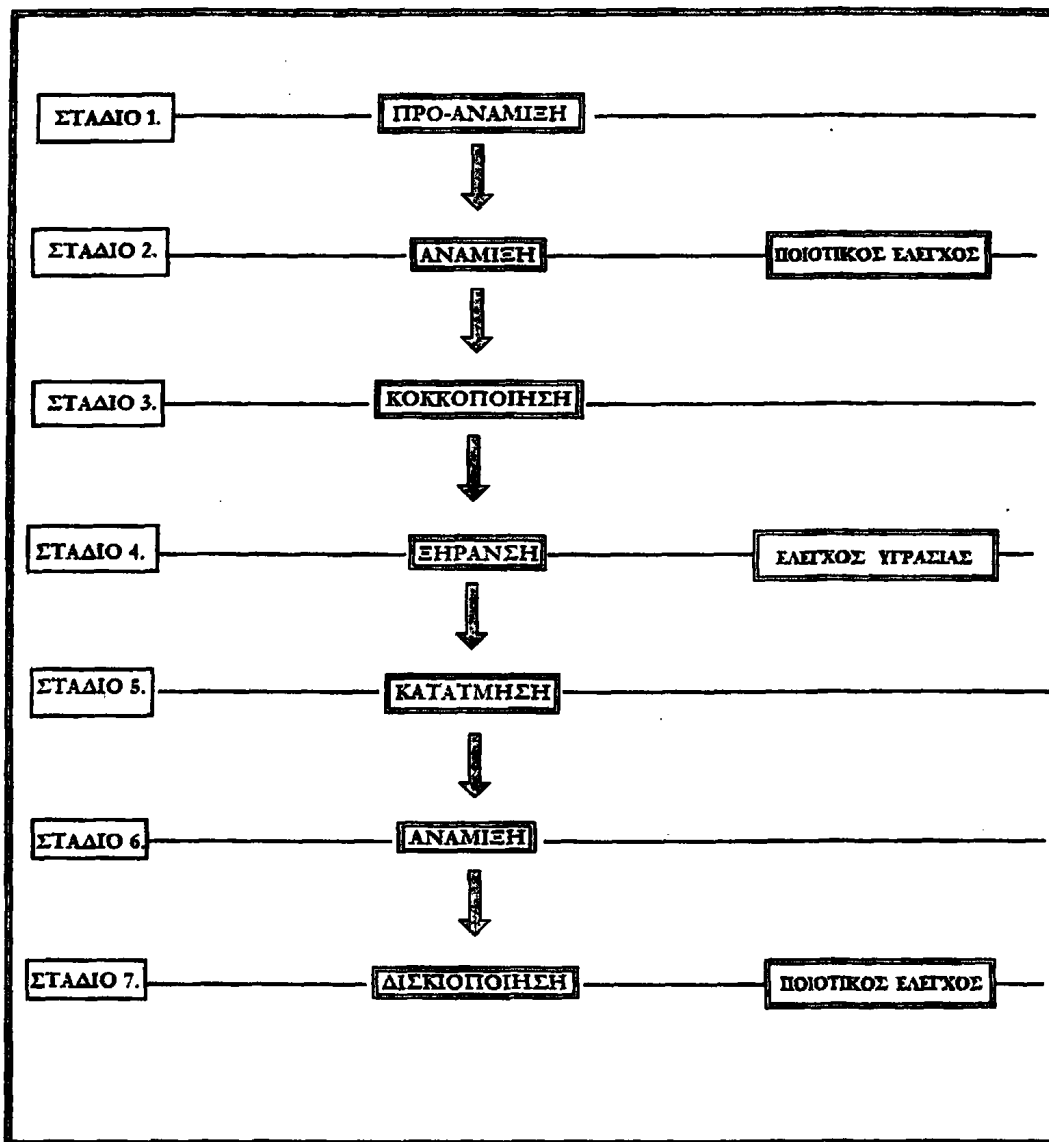 ΣΤΑΔΙΟ 1. ΠΡΟ-ΑΝΑΜΙΞΗ
ΣΤΑΔΙΟ 2. ΑΝΑΜΙΞΗ ΠΟΙΟΤΙΚΟΣ ΕΛΕΓΧΟΣ
ΣΤΑΔΙΟ 3. ΚΟΚΚΟΠΟΙΗΣΗ
ΣΤΑΔΙΟ 4. ΞΗΡΑΝΣΗ ΕΛΕΓΧΟΣ ΥΓΡΑΣΙΑΣ
ΣΤΑΔΙΟ 5. ΚΑΤΑΤΜΗΣΗ
ΣΤΑΔΙΟ 6. ΑΝΑΜΙΞΗ
ΣΤΑΔΙΟ 7. ΔΙΣΚΙΟΠΟΙΗΣΗ ΠΟΙΟΤΙΚΟΣ ΕΛΕΓΧΟΣ